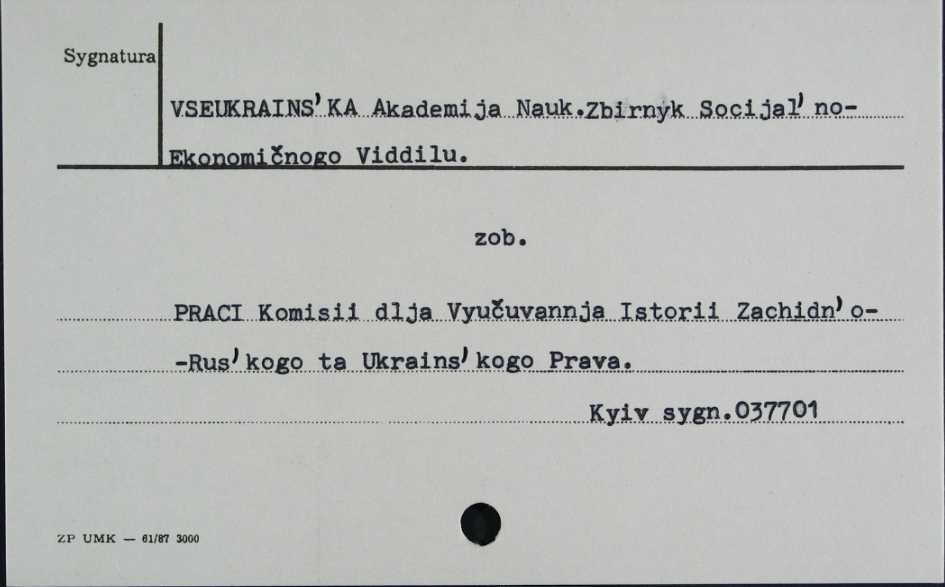 Sygnatura
VSEUKRAINS'KA Akademija Nauk.Zbirnyk Socijal'no-
Ekonomičnogo Viddilu.
zob.
PRACI Komisii dlja Vyučuvannja Istorii Zachidn'o-
-Rus'kogo ta Ukrains'kogo Prava.
Kyiv sygn.037701
ZP UMK — 61/87 3000